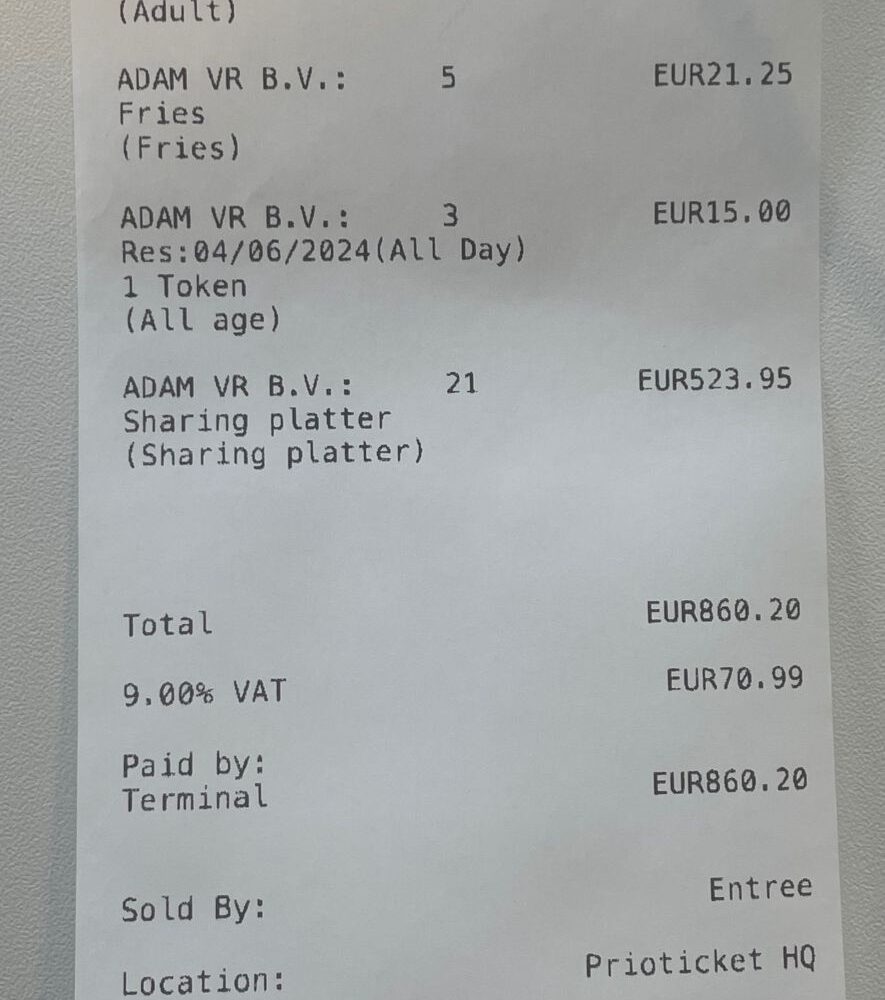 (Adult)
ADAM VR B.V.: 5 EUR21.25
Fries
(Fries)
ADAM VR B.V.: 3 EUR15.00
Res:04/06/2024(All Day)
1 Token
(All age)
ADAM VR B.V.: 21 EUR523.95
Sharing platter
(Sharing platter)
Total EUR860.20
9.00% VAT EUR70.99
Paid by:
Terminal EUR860.20
Sold By: Entree
Location: Prioticket HQ